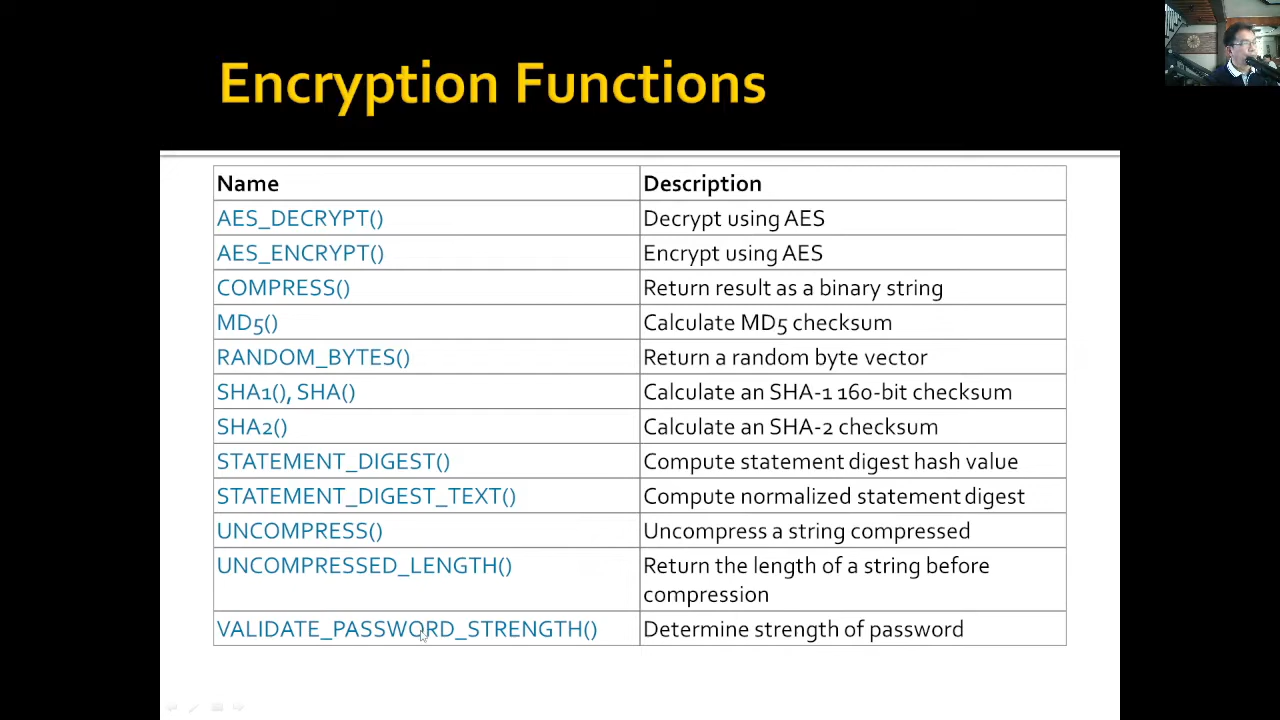 Encryption Functions
Name Description
AES_DECRYPT() Decrypt using AES
AES_ENCRYPT() Encrypt using AES
COMPRESS() Return result as a binary string
MD5() Calculate MD5 checksum
RANDOM_BYTES() Return a random byte vector
SHA1(), SHA() Calculate an SHA-1 160-bit checksum
SHA2() Calculate an SHA-2 checksum
STATEMENT_DIGEST() Compute statement digest hash value
STATEMENT_DIGEST_TEXT() Compute normalized statement digest
UNCOMPRESS() Uncompress a string compressed
UNCOMPRESSED_LENGTH() Return the length of a string before
compression
VALIDATE_PASSWORD_STRENGTH() Determine strength of password